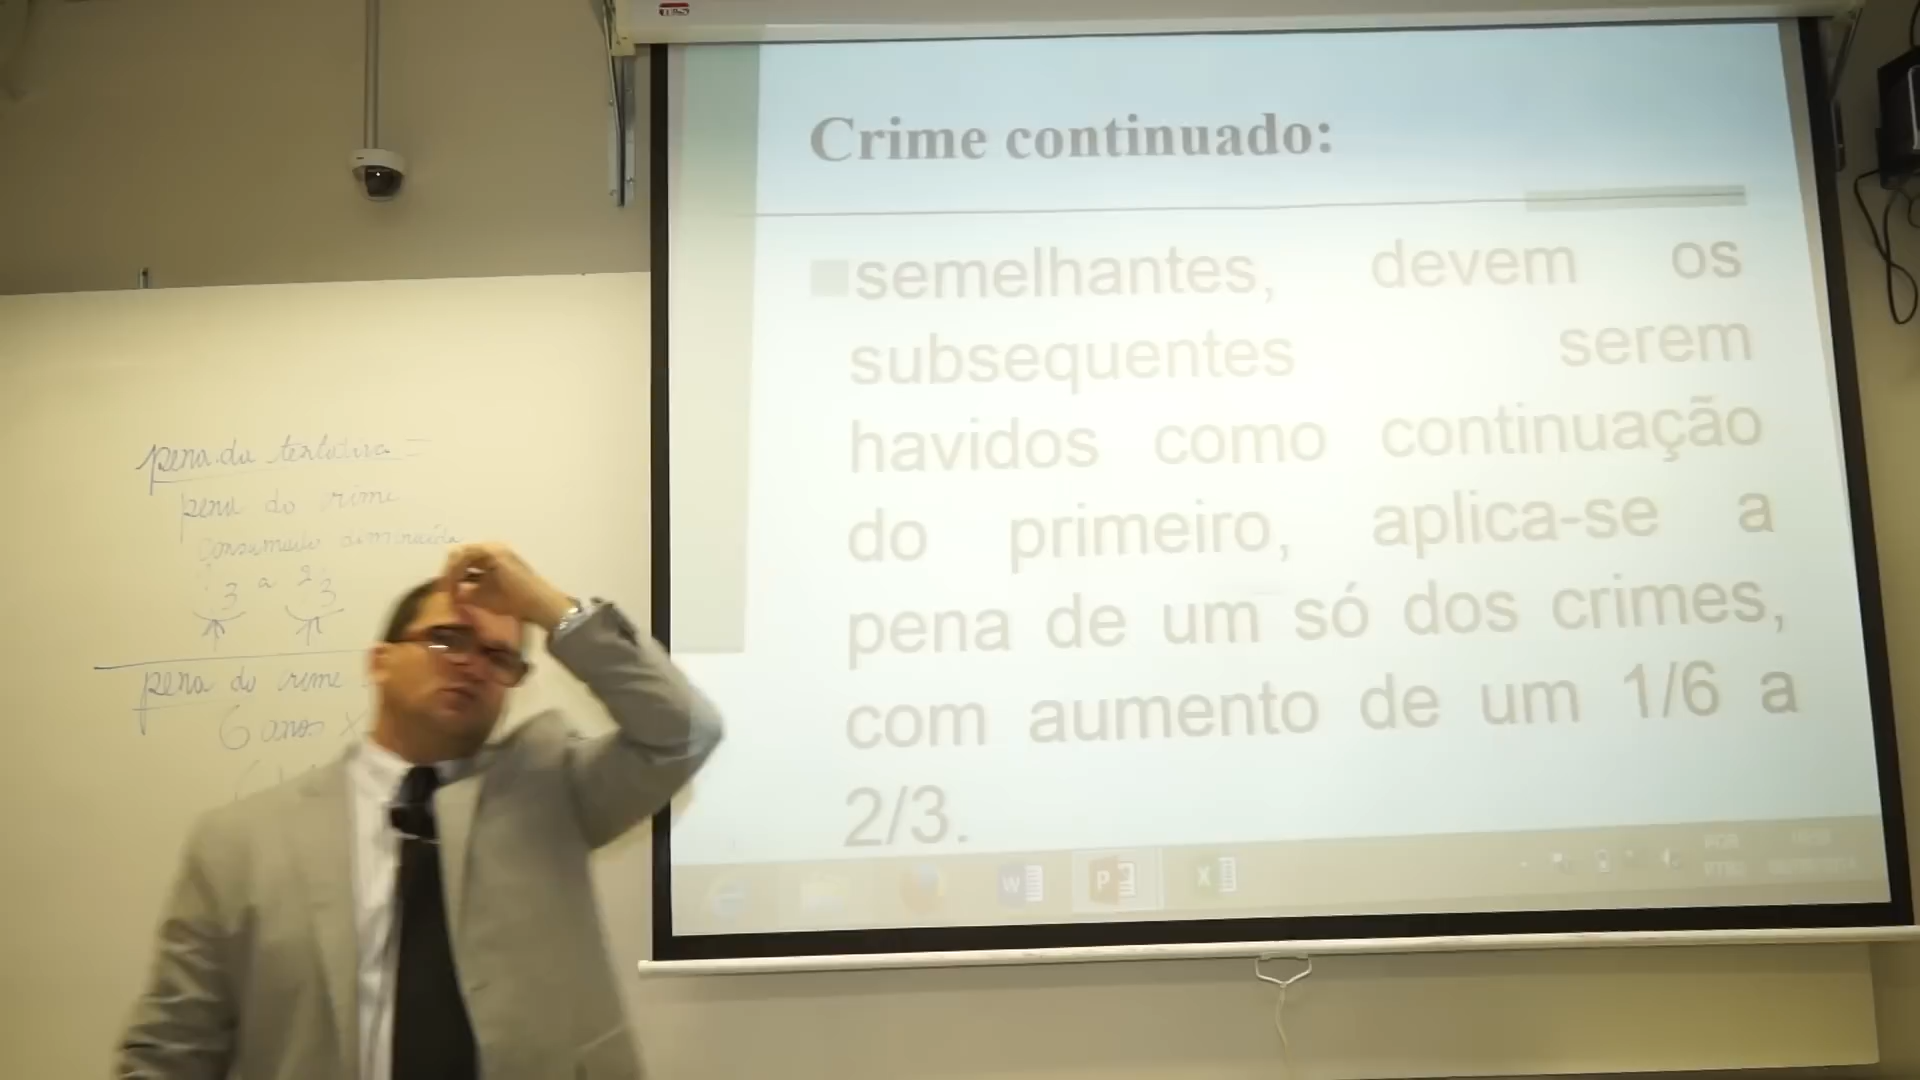 Crime continuado:
semelhantes, devem os
subsequentes serem
havidos como continuação
do primeiro, aplica-se a
pena de um só dos crimes,
com aumento de um 1/6 a
2/3.
pena da tentativa =
pena do crime
consumado diminuída
3 a 2 3
pena do crime
6 anos x